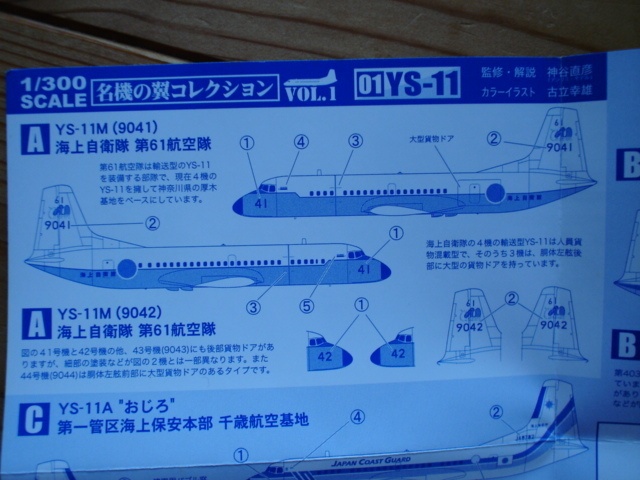 1/300
SCALE
名機の翼コレクション
VOL.1
01 YS-11
監修・解説 神谷直彦
カラーイラスト 古立幸雄
A
YS-11M (9041)
海上自衛隊 第61航空隊
第61航空隊は輸送型のYS-11
を装備する部隊で、現在4機の
YS-11を擁して神奈川県の厚木
基地をベースにしています。
① ④ ③
大型貨物ドア
②
61
9041
海上自衛隊
41
61
9041
②
海上自衛隊
41
①
③ ⑤
海上自衛隊の4機の輸送型YS-11は人員貨
物混載型で、そのうち3機は、胴体左舷後
部に大型の貨物ドアを持っています。
A
YS-11M (9042)
海上自衛隊 第61航空隊
図の41号機と42号機の他、43号機(9043)にも後部貨物ドアがあ
りますが、細部の塗装などが図の2機とは一部異なります。また
44号機(9044)は胴体左舷前部に大型貨物ドアのあるタイプです。
①
42
42
②
61
9042
61
9042
B
B
第403
C
YS-11A "おじろ"
第一管区海上保安本部 千歳航空基地
① ④ ②
JAPAN COAST GUARD